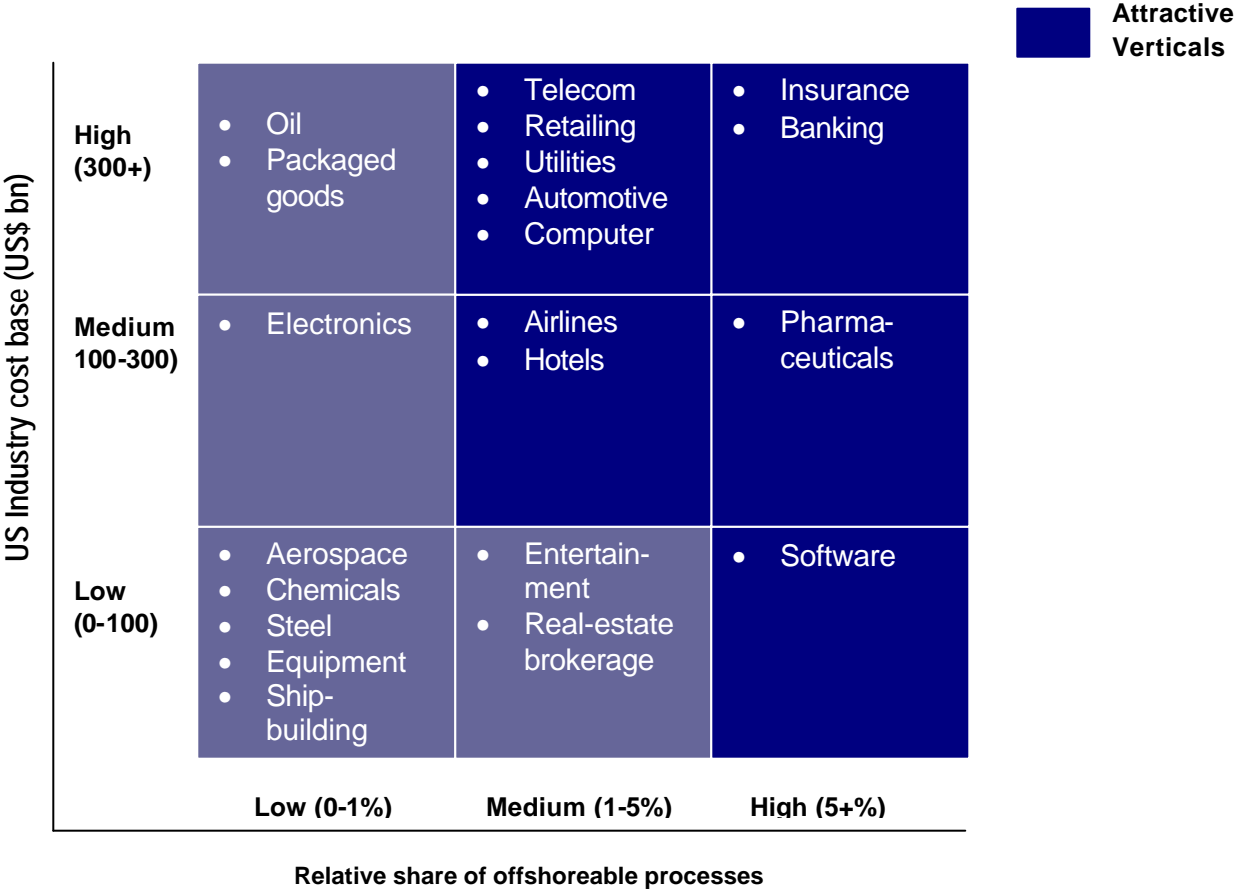 Attractive
Verticals
US Industry cost base (US$ bn)
High
(300+)
• Oil
• Packaged
goods
• Telecom
• Retailing
• Utilities
• Automotive
• Computer
• Insurance
• Banking
Medium
100-300)
• Electronics
• Airlines
• Hotels
• Pharma-
ceuticals
Low
(0-100)
• Aerospace
• Chemicals
• Steel
• Equipment
• Ship-
building
• Entertain-
ment
• Real-estate
brokerage
• Software
Low (0-1%)
Medium (1-5%)
High (5+%)
Relative share of offshoreable processes